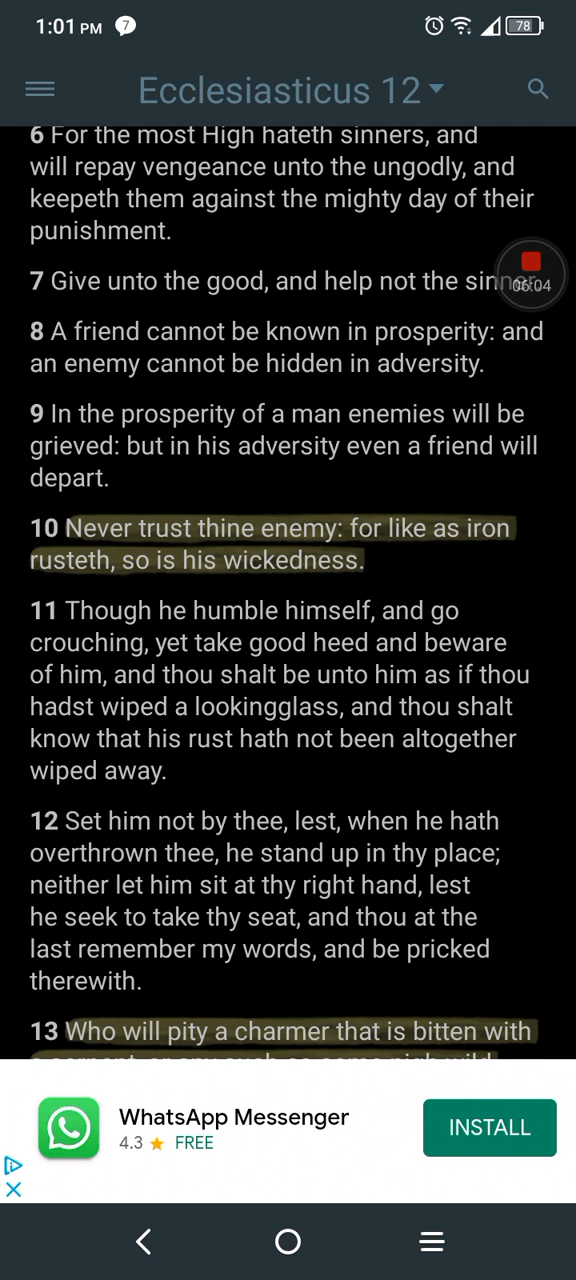 1:01 PM 7 78
Ecclesiasticus 12
6 For the most High hateth sinners, and
will repay vengeance unto the ungodly, and
keepeth them against the mighty day of their
punishment.
7 Give unto the good, and help not the sinner.
06:04
8 A friend cannot be known in prosperity: and
an enemy cannot be hidden in adversity.
9 In the prosperity of a man enemies will be
grieved: but in his adversity even a friend will
depart.
10 Never trust thine enemy: for like as iron
rusteth, so is his wickedness.
11 Though he humble himself, and go
crouching, yet take good heed and beware
of him, and thou shalt be unto him as if thou
hadst wiped a lookingglass, and thou shalt
know that his rust hath not been altogether
wiped away.
12 Set him not by thee, lest, when he hath
overthrown thee, he stand up in thy place;
neither let him sit at thy right hand, lest
he seek to take thy seat, and thou at the
last remember my words, and be pricked
therewith.
13 Who will pity a charmer that is bitten with
WhatsApp Messenger
4.3 ★ FREE
INSTALL